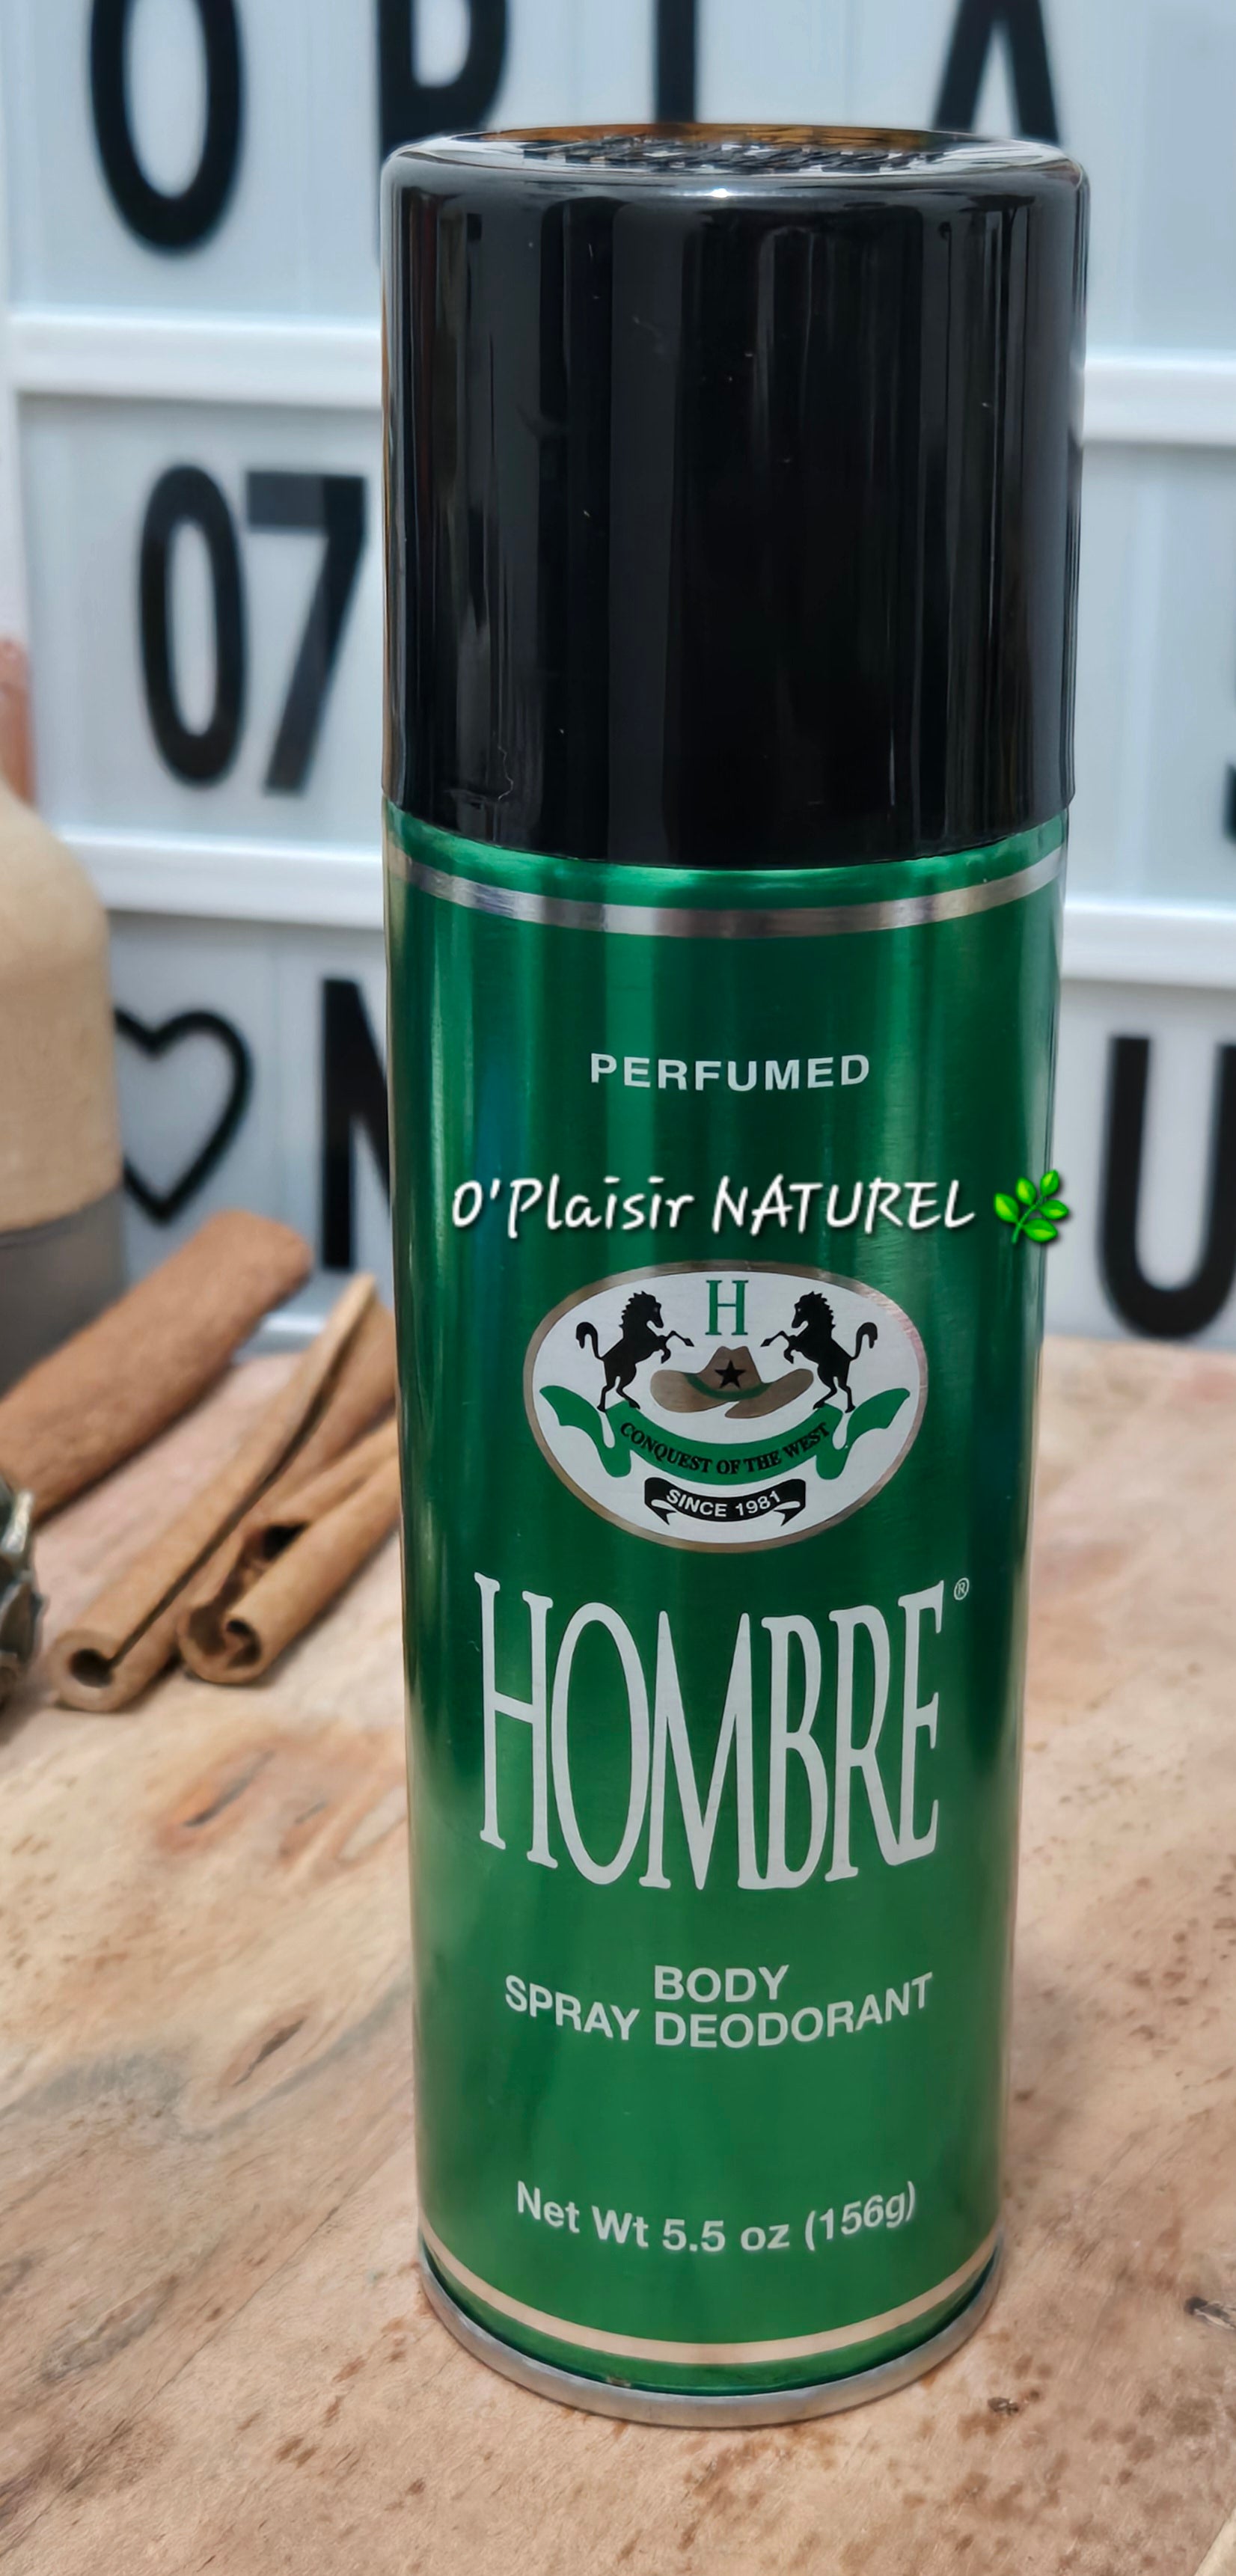 07
PERFUMED
O'Plaisir NATUREL
H
CONQUEST OF THE WEST
SINCE 1981
HOMBRE®
BODY
SPRAY DEODORANT
Net Wt 5.5 oz (156g)